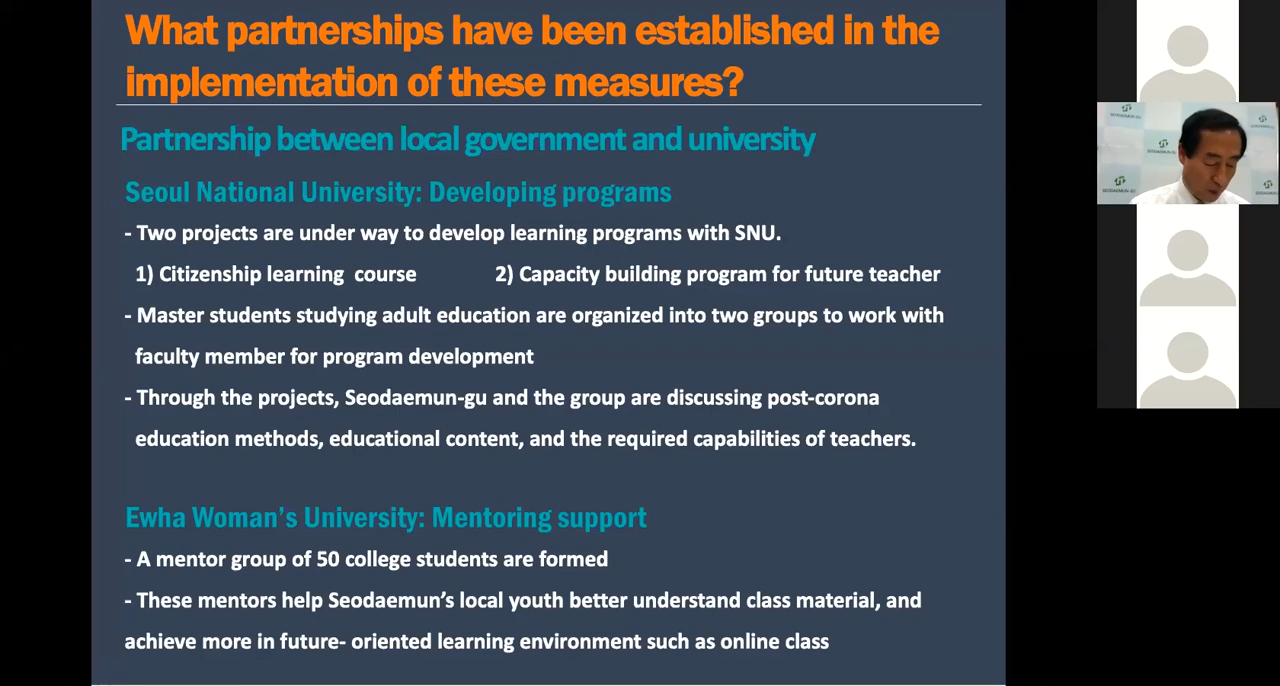 What partnerships have been established in the
implementation of these measures?
Partnership between local government and university
Seoul National University: Developing programs
- Two projects are under way to develop learning programs with SNU.
1) Citizenship learning course 2) Capacity building program for future teacher
- Master students studying adult education are organized into two groups to work with
faculty member for program development
- Through the projects, Seodaemun-gu and the group are discussing post-corona
education methods, educational content, and the required capabilities of teachers.
Ewha Woman's University: Mentoring support
- A mentor group of 50 college students are formed
- These mentors help Seodaemun's local youth better understand class material, and
achieve more in future- oriented learning environment such as online class
SEODAEMUN-GU
SEODAEMUN-GU